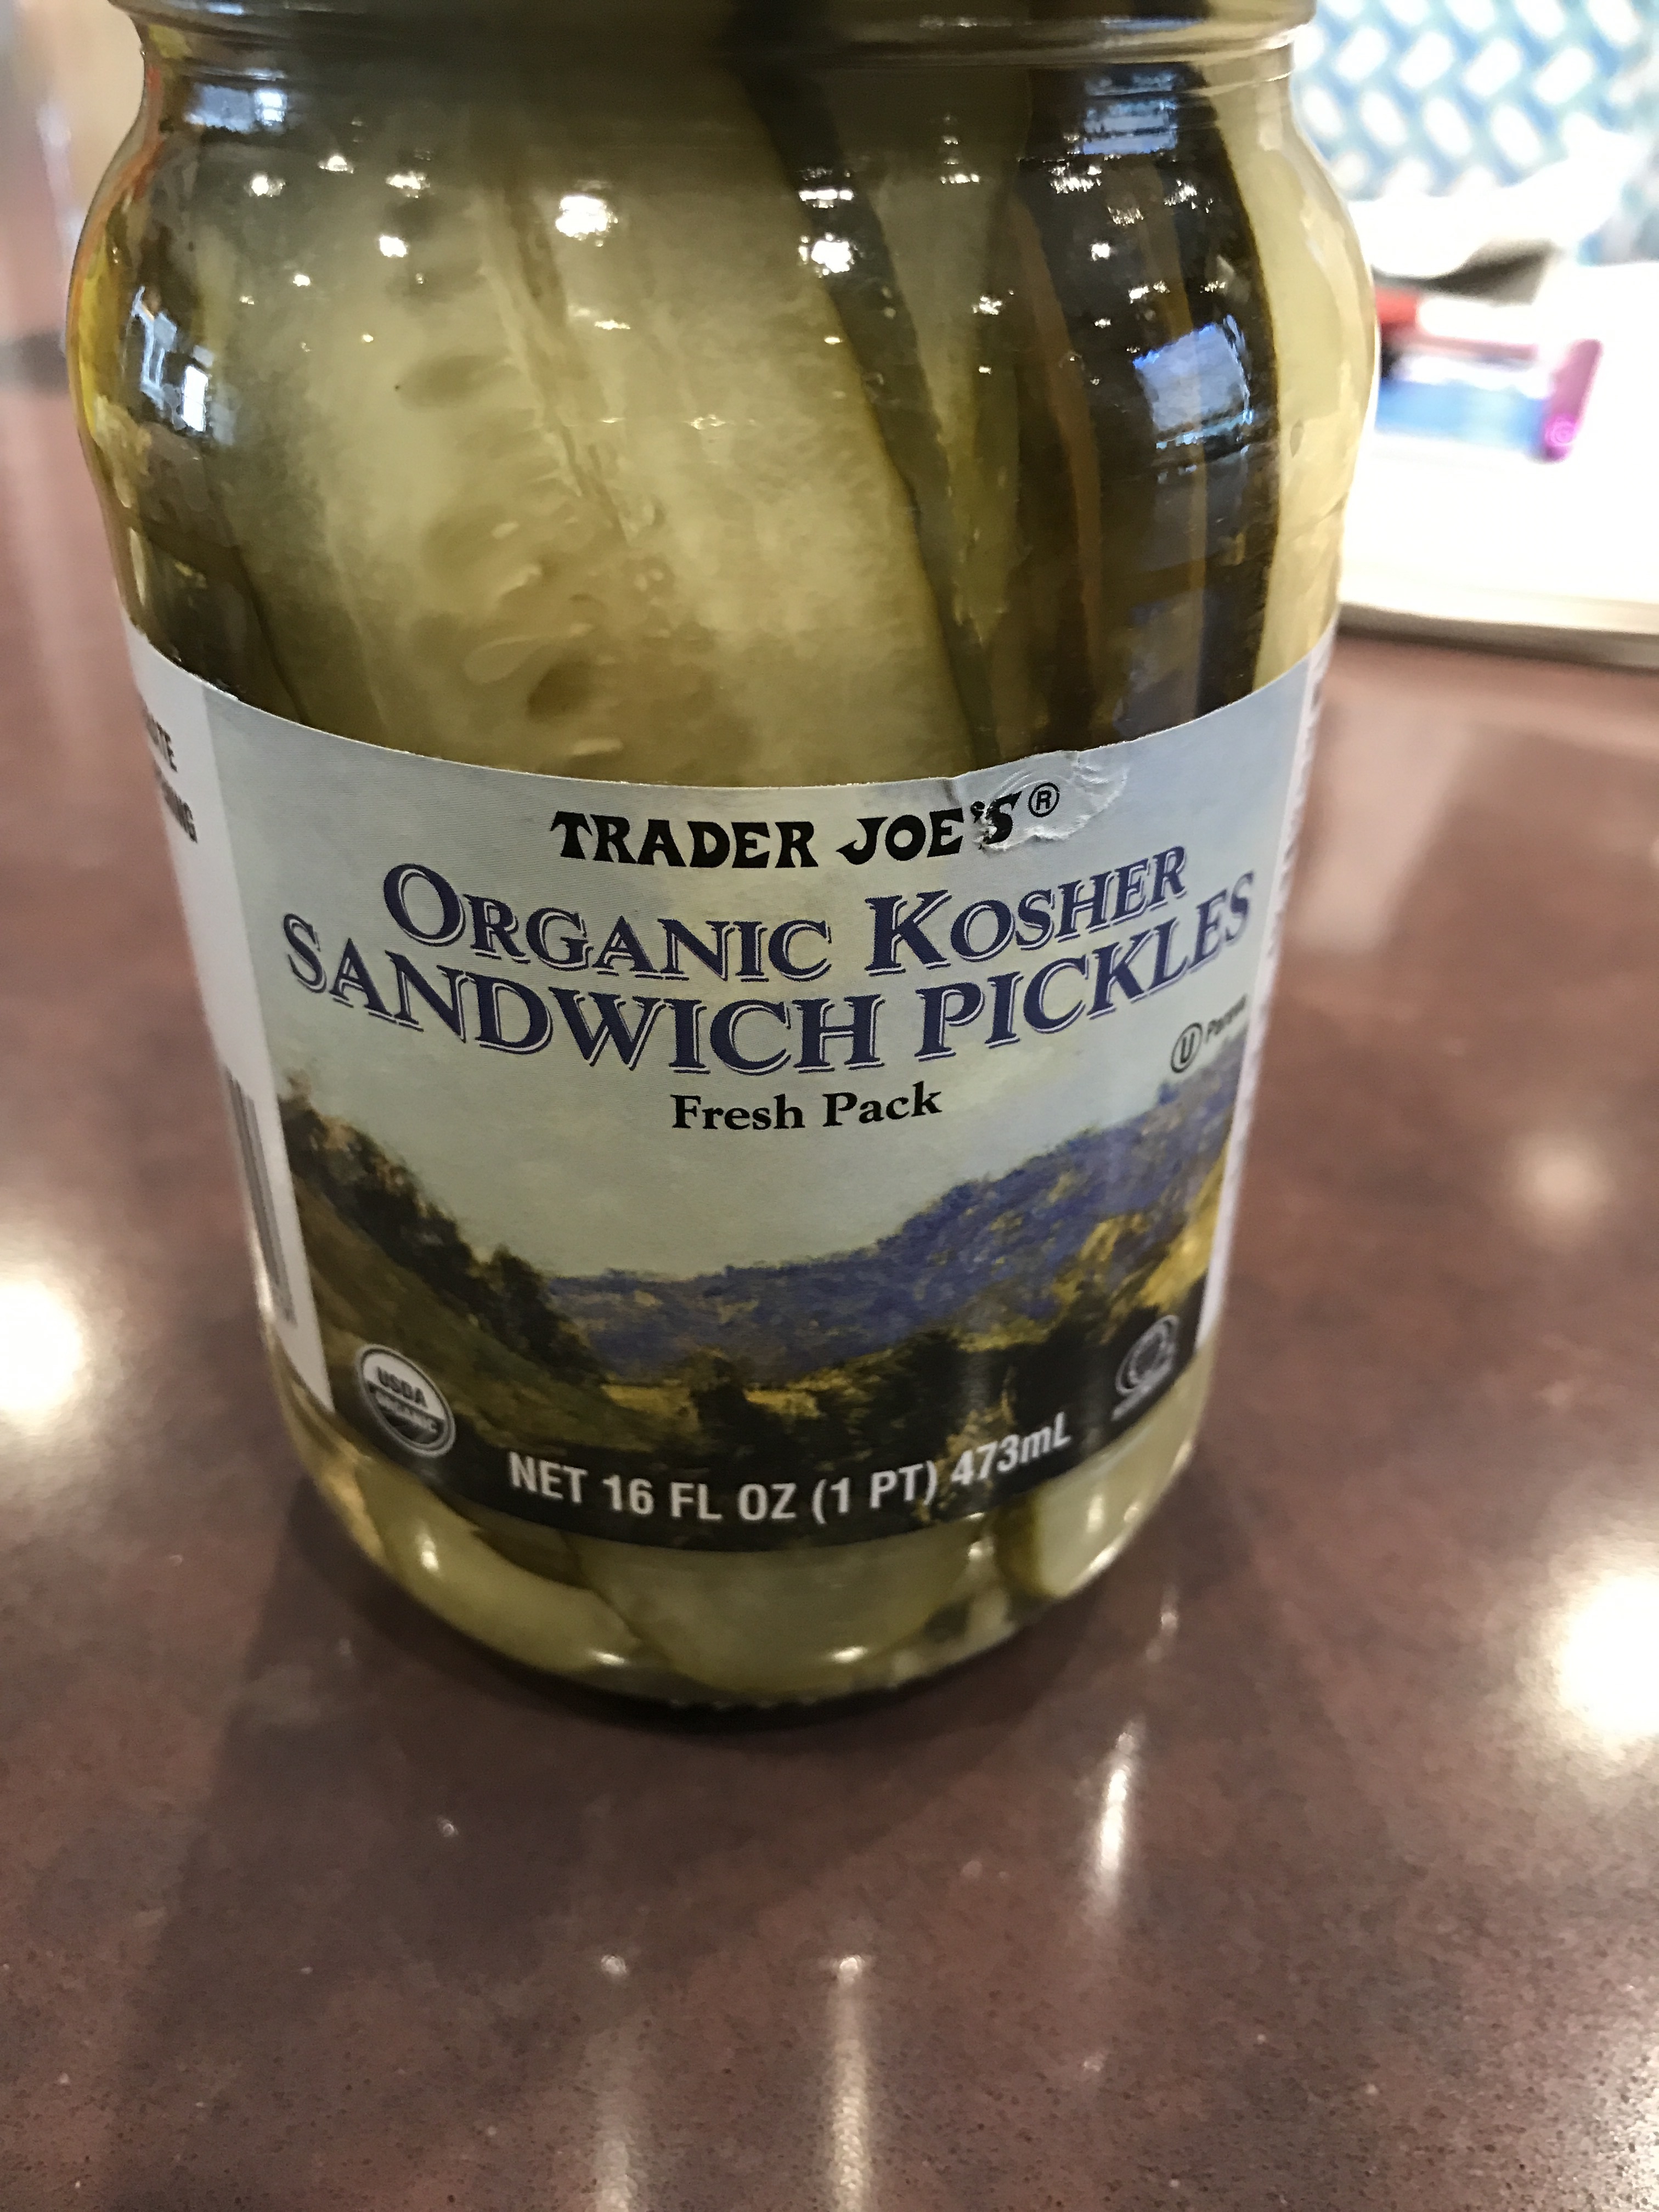 TRADER JOE'S®
ORGANIC KOSHER
SANDWICH PICKLES
U
Fresh Pack
USDA
ORGANIC
NET 16 FL OZ (1 PT) 473mL